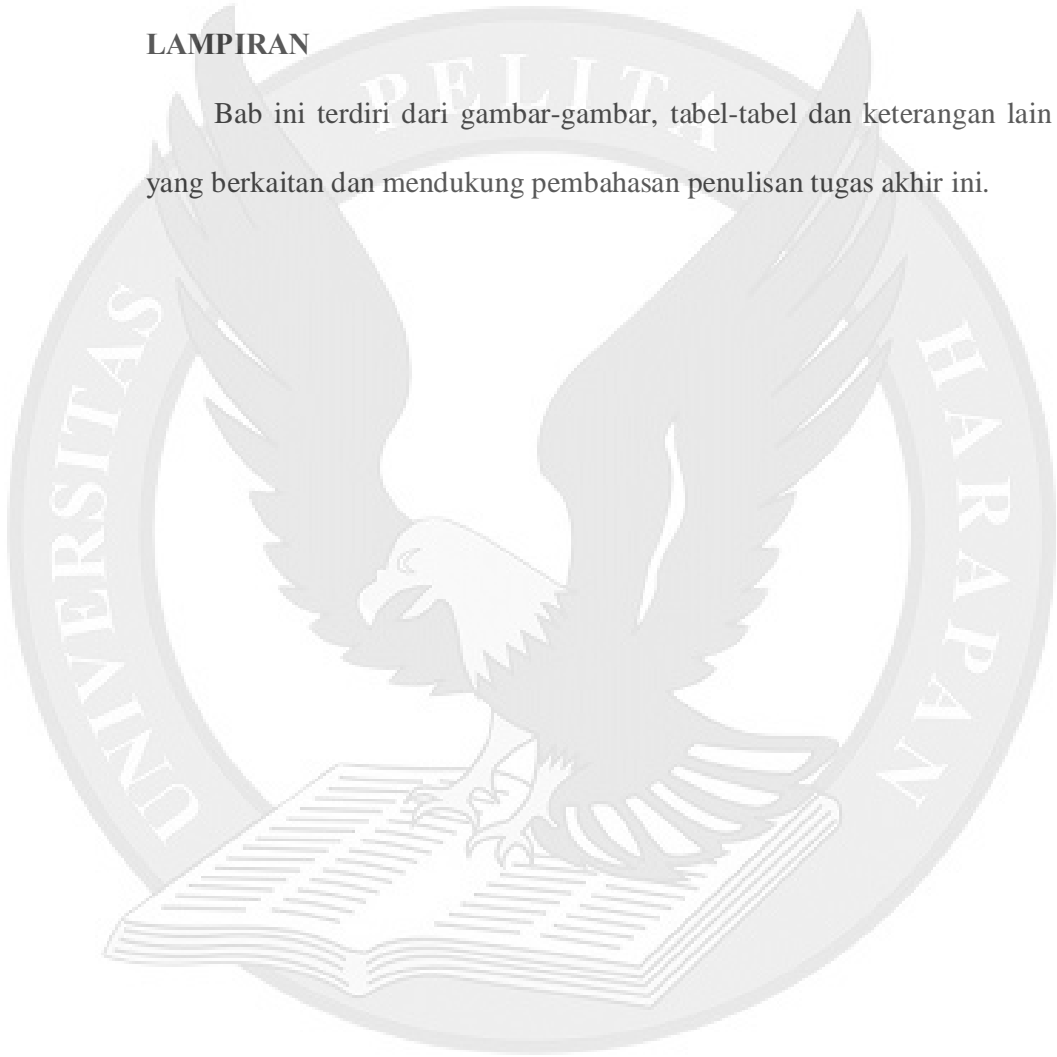 LAMPIRAN
Bab ini terdiri dari gambar-gambar, tabel-tabel dan keterangan lain
yang berkaitan dan mendukung pembahasan penulisan tugas akhir ini.
UNIVERSITAS PELITA HARAPAN